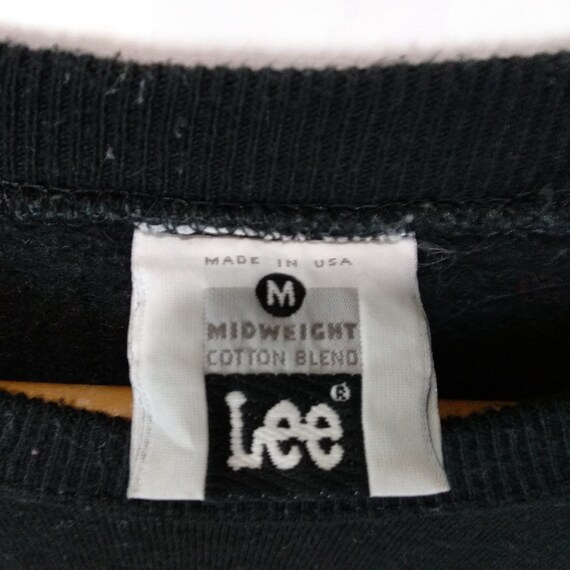 MADE IN USA
M
MIDWEIGHT
COTTON BLEND
Lee®